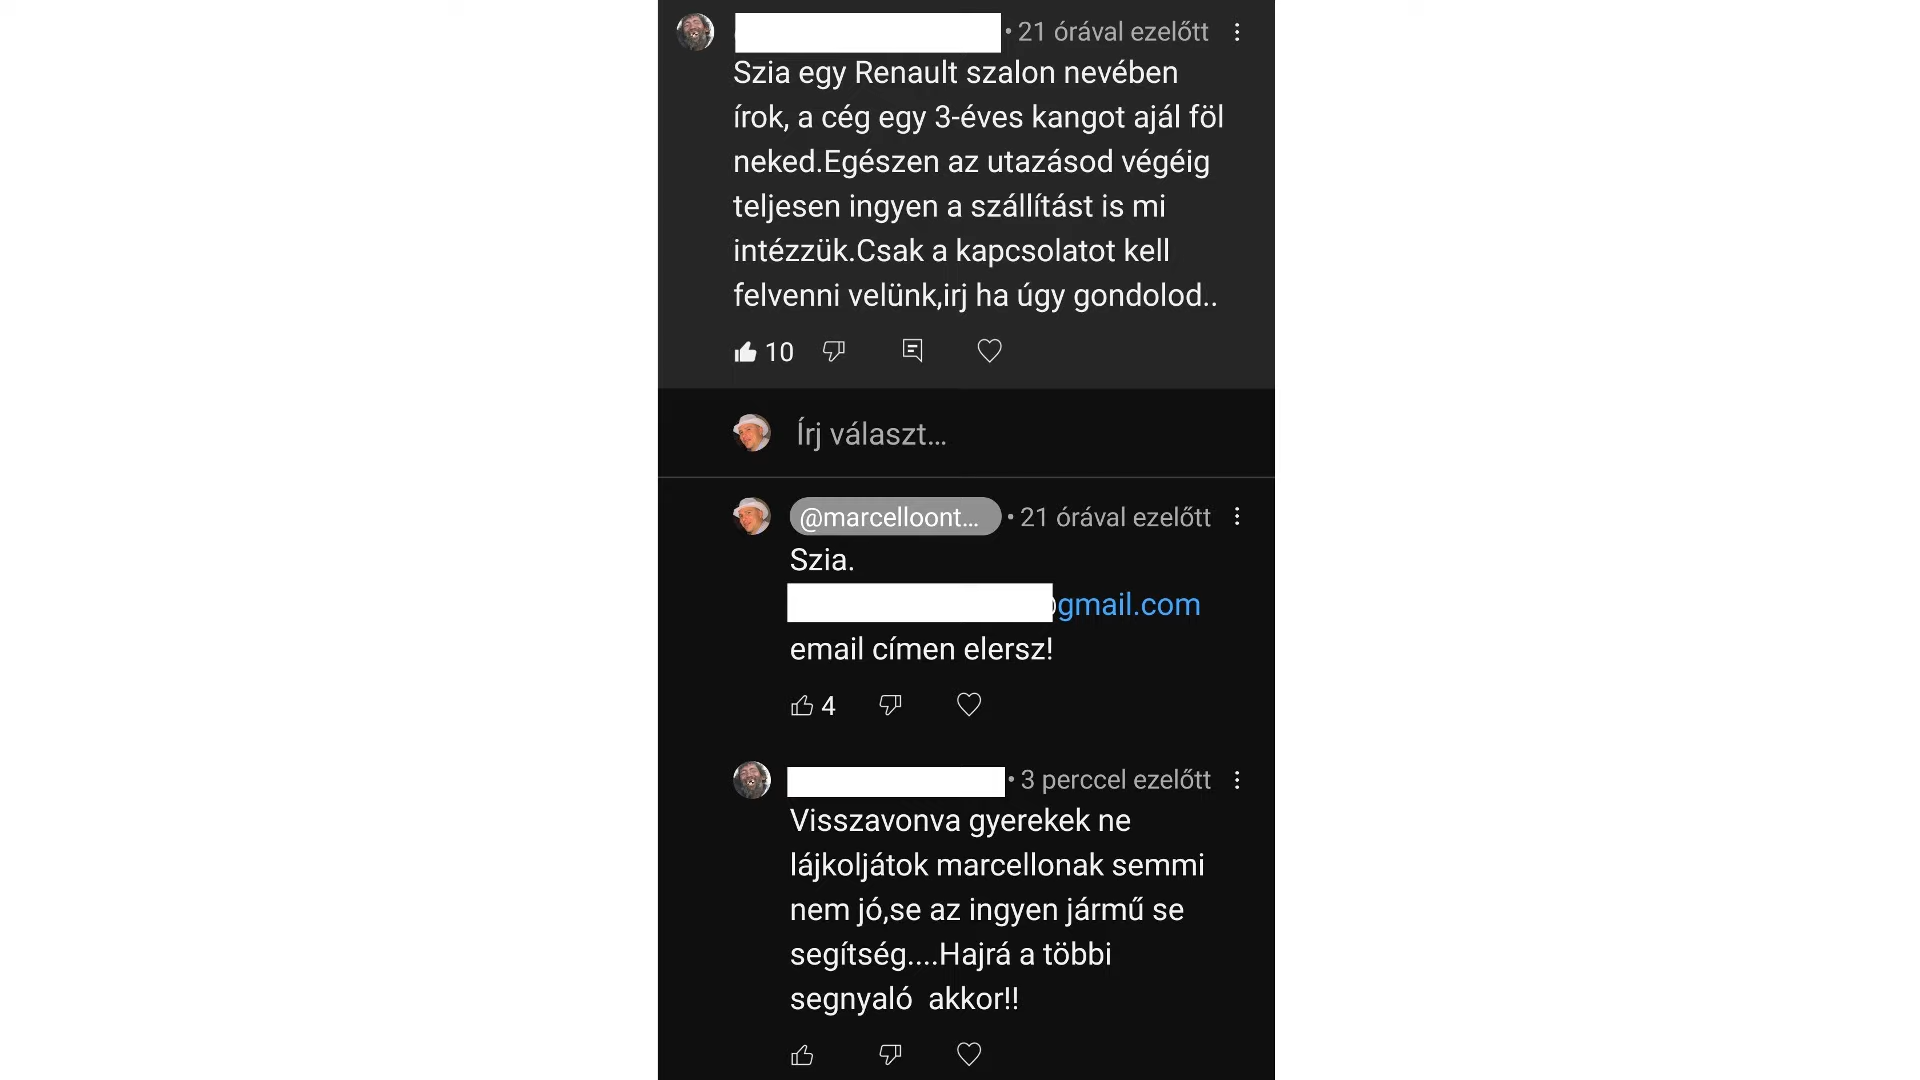 • 21 órával ezelőtt
Szia egy Renault szalon nevében
írok, a cég egy 3-éves kangot ajál föl
neked.Egészen az utazásod végéig
teljesen ingyen a szállítást is mi
intézzük.Csak a kapcsolatot kell
felvenni velünk,irj ha úgy gondolod..
10
Írj választ...
@marcelloont... • 21 órával ezelőtt
Szia.
gmail.com
email címen elersz!
4
• 3 perccel ezelőtt
Visszavonva gyerekek ne
lájkoljátok marcellonak semmi
nem jó,se az ingyen jármű se
segítség....Hajrá a többi
segnyaló  akkor!!